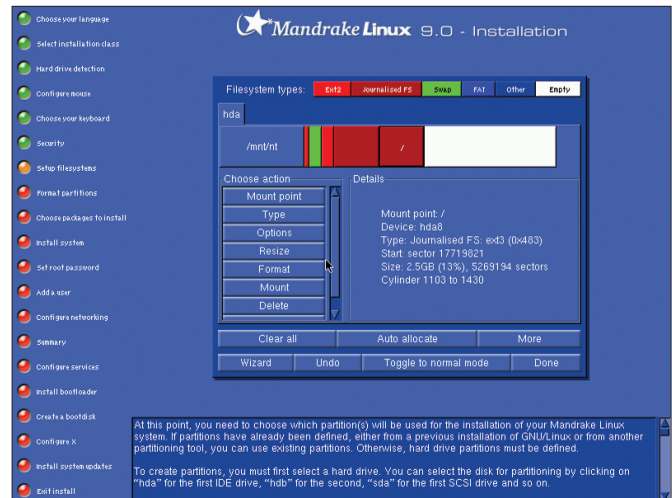 Mandrake Linux 9.0 - Installation
Choose your language
Select installation class
Hard drive detection
Configure mouse
Choose your keyboard
Security
Setup filesystems
Format partitions
Choose packages to install
Install system
Set root password
Add a user
Configure networking
Summary
Configure services
Install bootloader
Create a bootdisk
Configure X
Install system updates
Exit install
Filesystem types: Ext2 Journalised FS Swap FAT Other Empty
hda
/mnt/nt /
Choose action
Mount point
Type
Options
Resize
Format
Mount
Delete
Details
Mount point: /
Device: hda8
Type: Journalised FS: ext3 (0x483)
Start: sector 17719821
Size: 2.5GB (13%), 5269194 sectors
Cylinder 1103 to 1430
Clear all Auto allocate More
Wizard Undo Toggle to normal mode Done
At this point, you need to choose which partition(s) will be used for the installation of your Mandrake Linux
system. If partitions have already been defined, either from a previous installation of GNU/Linux or from another
partitioning tool, you can use existing partitions. Otherwise, hard drive partitions must be defined.
To create partitions, you must first select a hard drive. You can select the disk for partitioning by clicking on
"hda" for the first IDE drive, "hdb" for the second, "sda" for the first SCSI drive and so on.